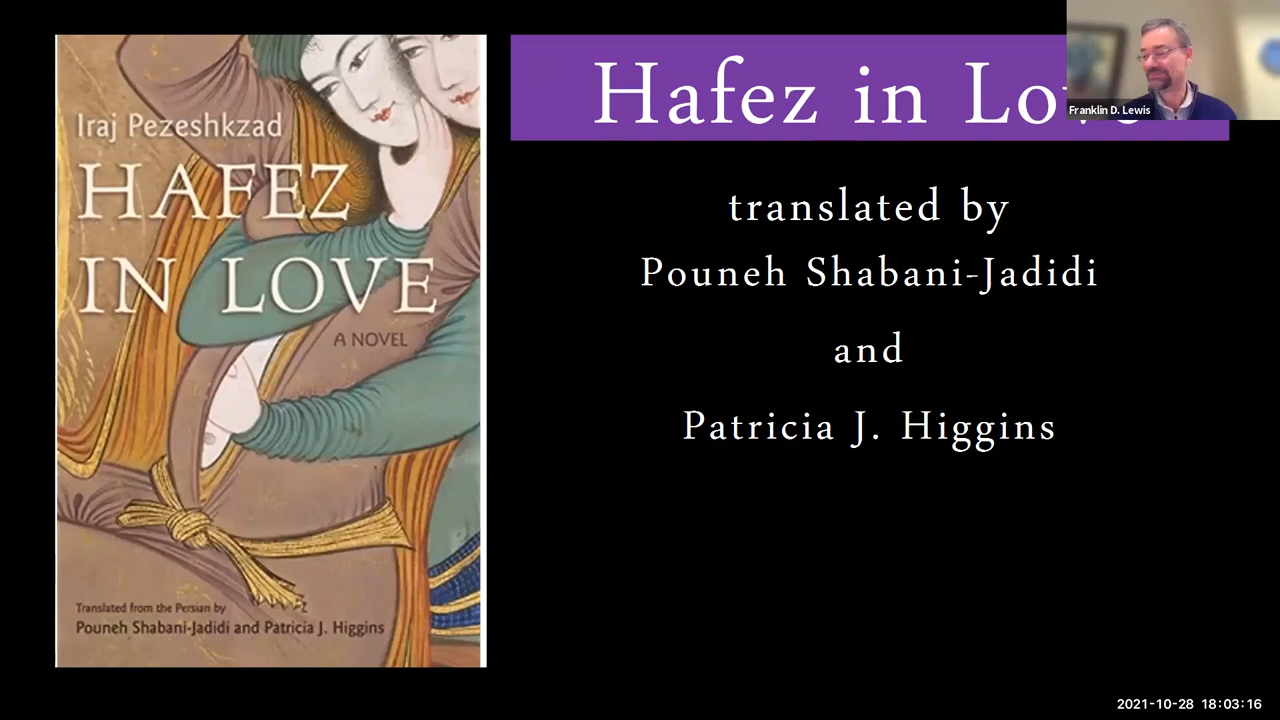 Iraj Pezeshkzad
HAFEZ
IN LOVE
A NOVEL
Translated from the Persian by
Pouneh Shabani-Jadidi and Patricia J. Higgins
Hafez in Love
Franklin D. Lewis
translated by
Pouneh Shabani-Jadidi
and
Patricia J. Higgins
2021-10-28 18:03:16